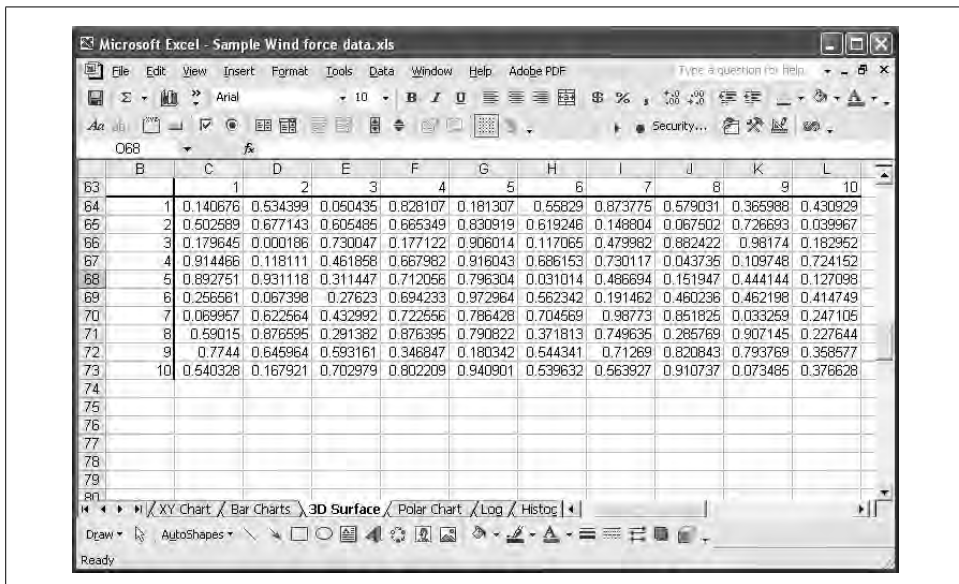 Microsoft Excel - Sample Wind force data.xls
File Edit View Insert Format Tools Data Window Help Adobe PDF Type a question for help
Arial 10 B I U $ % ,
Aa Security...
O68 fx
B C D E F G H I J K L
63 1 2 3 4 5 6 7 8 9 10
64 1 0.140676 0.534399 0.050435 0.828107 0.181307 0.55829 0.873775 0.579031 0.365988 0.430929
65 2 0.502589 0.677143 0.605485 0.665349 0.830919 0.619246 0.148804 0.067502 0.726693 0.039967
66 3 0.179645 0.000186 0.730047 0.177122 0.906014 0.117065 0.479982 0.882422 0.98174 0.182952
67 4 0.914466 0.118111 0.461858 0.667982 0.916043 0.686153 0.730117 0.043735 0.109748 0.724152
68 5 0.892751 0.931118 0.311447 0.712056 0.796304 0.031014 0.486694 0.151947 0.444144 0.127098
69 6 0.256561 0.067398 0.27623 0.694233 0.972964 0.562342 0.191462 0.460236 0.462198 0.414749
70 7 0.069957 0.622564 0.432992 0.722556 0.786428 0.704569 0.98773 0.851825 0.033259 0.247105
71 8 0.59015 0.876595 0.291382 0.876395 0.790822 0.371813 0.749635 0.285769 0.907145 0.227644
72 9 0.7744 0.645964 0.593161 0.346847 0.180342 0.544341 0.71269 0.820843 0.793769 0.358577
73 10 0.540328 0.167921 0.702979 0.802209 0.940901 0.539632 0.563927 0.910737 0.073485 0.376628
74
75
76
77
78
79
80
XY Chart Bar Charts 3D Surface Polar Chart Log Histog
Draw AutoShapes
Ready